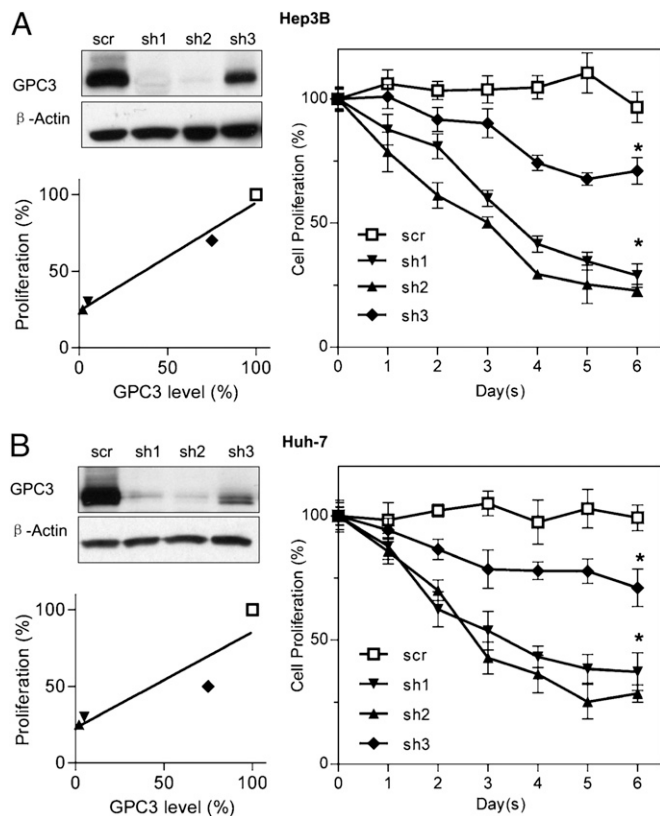 A
Hep3B
scr sh1 sh2 sh3
GPC3
β-Actin
Proliferation (%)
100
50
0
0 50 100
GPC3 level (%)
Cell Proliferation (%)
100
50
0
scr
sh1
sh2
sh3
*
*
0 1 2 3 4 5 6
Day(s)
B
Huh-7
scr sh1 sh2 sh3
GPC3
β-Actin
Proliferation (%)
100
50
0
0 50 100
GPC3 level (%)
Cell Proliferation (%)
100
50
0
scr
sh1
sh2
sh3
*
*
0 1 2 3 4 5 6
Day(s)